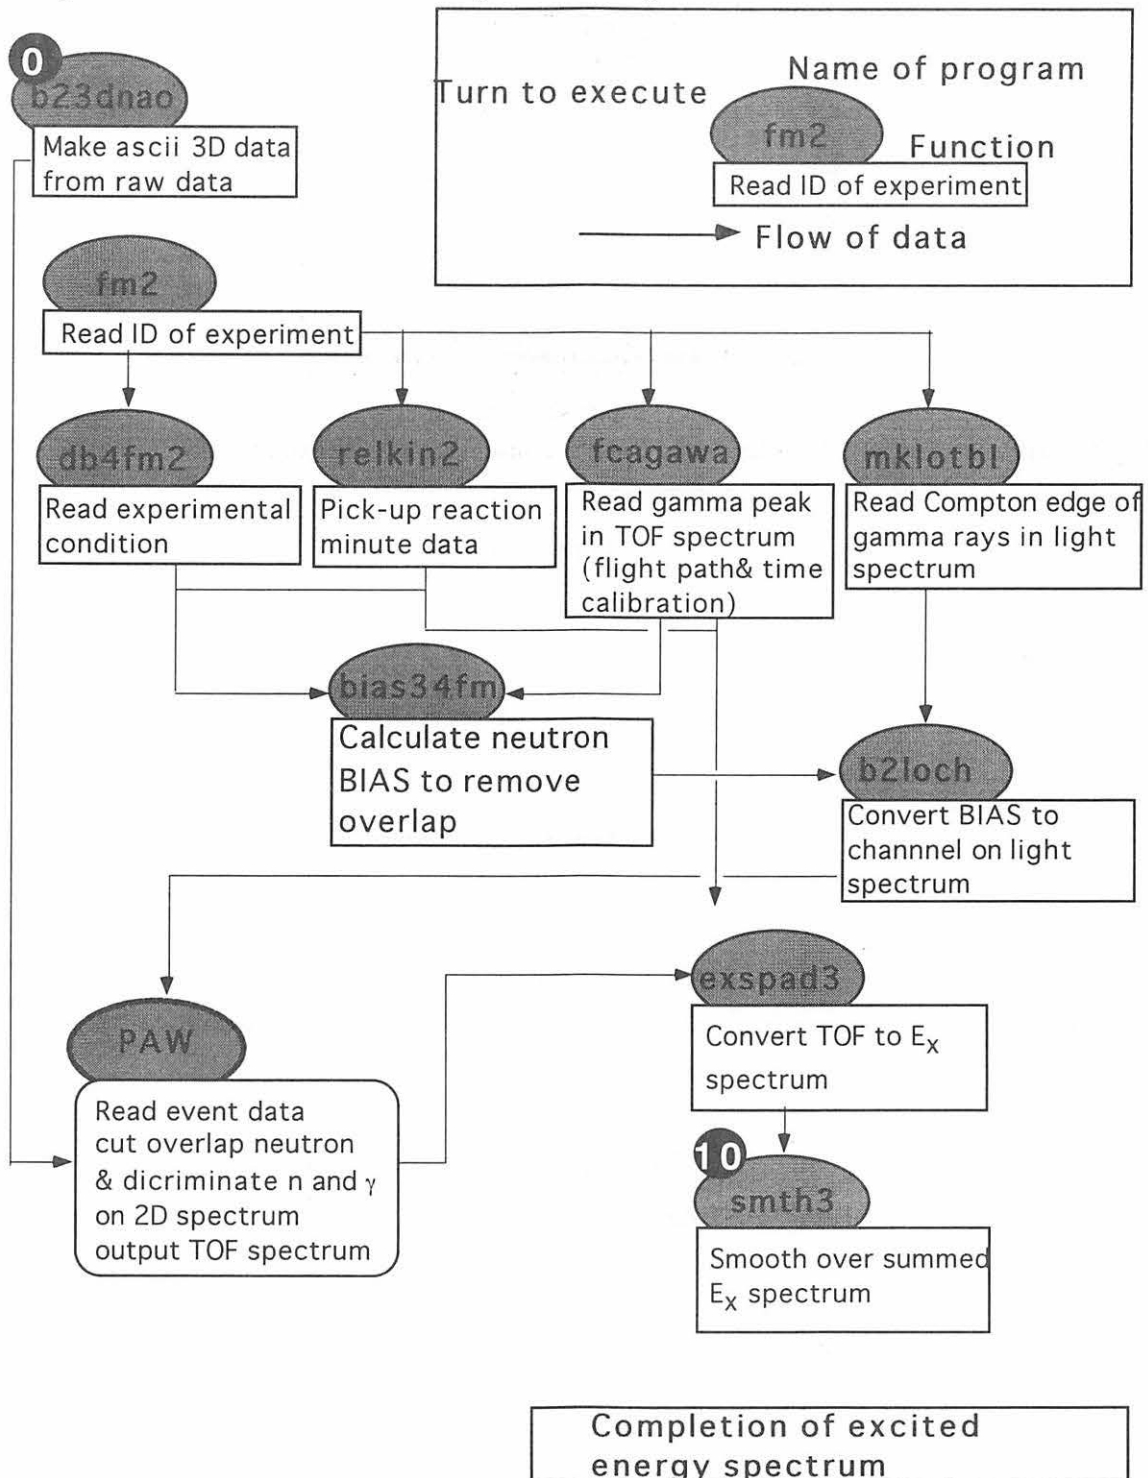 0
b23dnao
Make ascii 3D data
from raw data
Turn to execute
Name of program
fm2
Function
Read ID of experiment
Flow of data
fm2
Read ID of experiment
db4fm2
Read experimental
condition
relkin2
Pick-up reaction
minute data
fcagawa
Read gamma peak
in TOF spectrum
(flight path& time
calibration)
mklotbl
Read Compton edge of
gamma rays in light
spectrum
bias34fm
Calculate neutron
BIAS to remove
overlap
b2loch
Convert BIAS to
channnel on light
spectrum
PAW
Read event data
cut overlap neutron
& dicriminate n and γ
on 2D spectrum
output TOF spectrum
exspad3
Convert TOF to Ex
spectrum
10
smth3
Smooth over summed
Ex spectrum
Completion of excited
energy spectrum